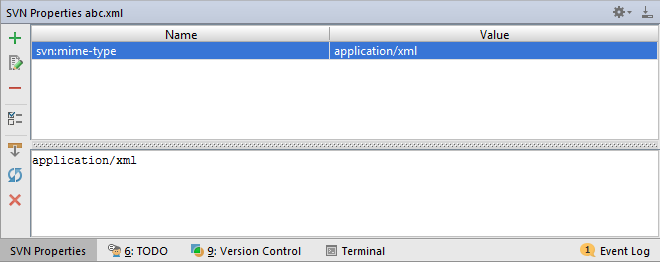 SVN Properties abc.xml
Name Value
svn:mime-type application/xml
application/xml
SVN Properties 6: TODO 9: Version Control Terminal 1 Event Log